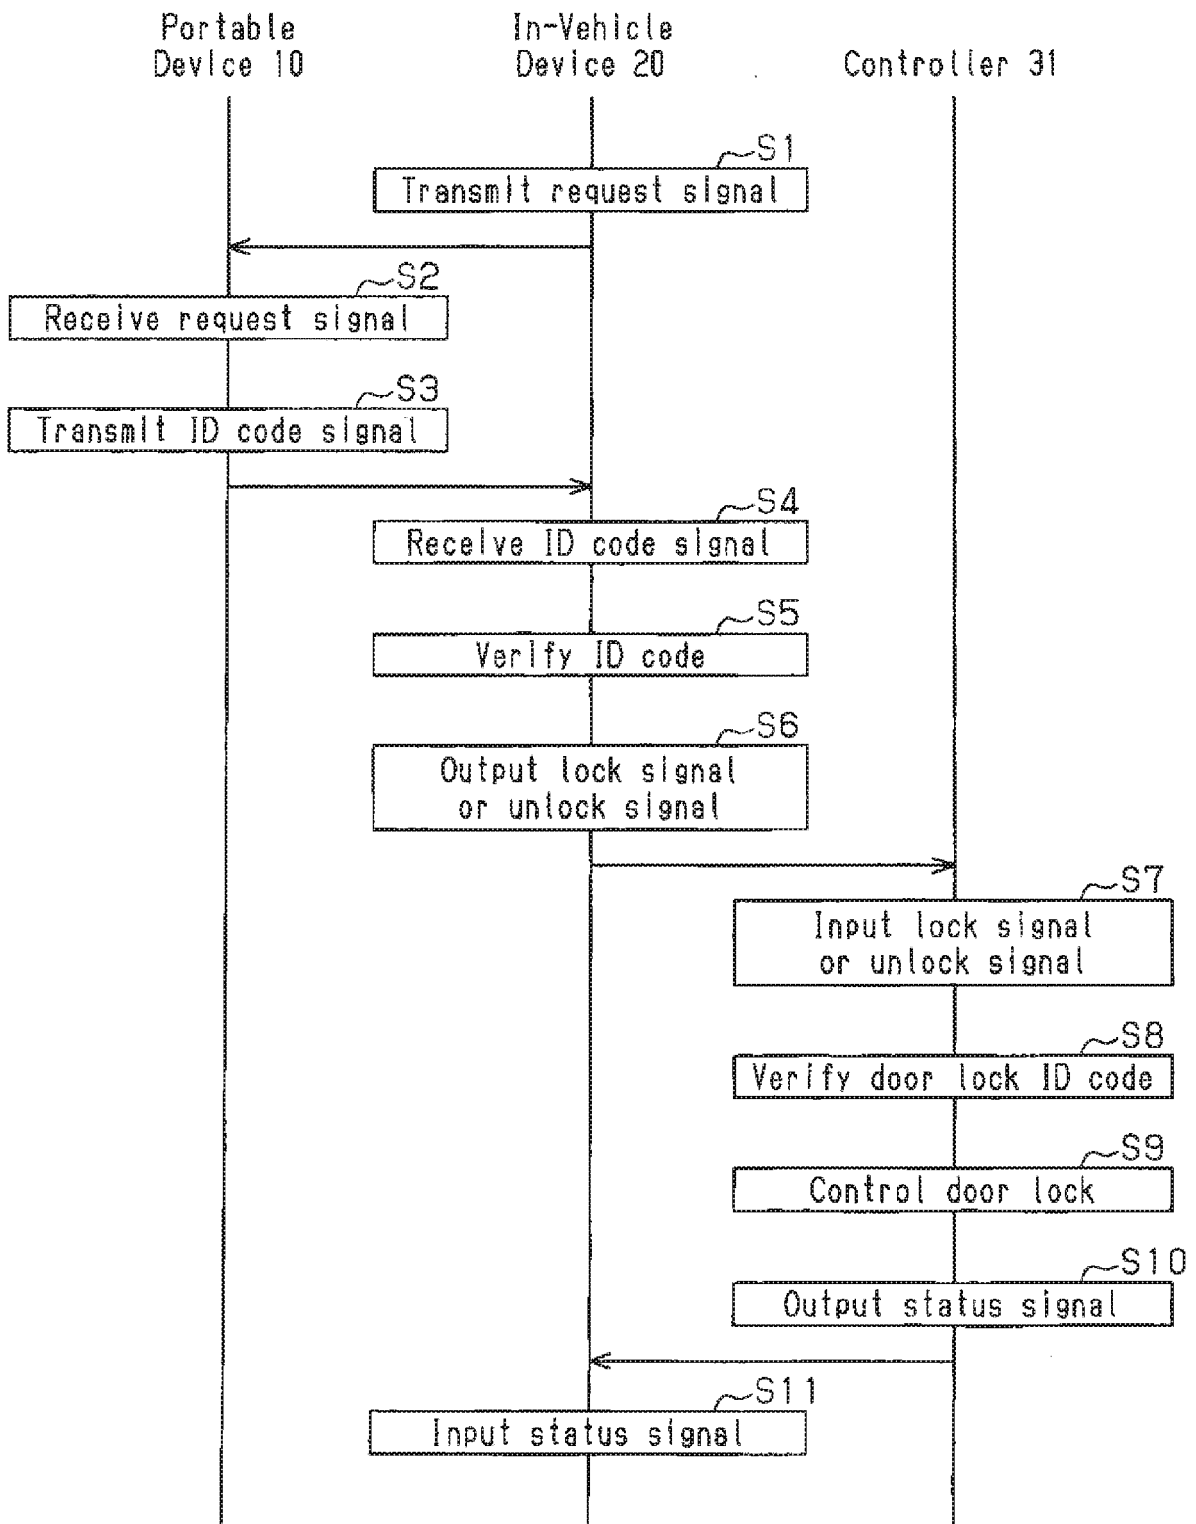 Portable
Device 10
In-Vehicle
Device 20
Controller 31
S1
Transmit request signal
S2
Receive request signal
S3
Transmit ID code signal
S4
Receive ID code signal
S5
Verify ID code
S6
Output lock signal
or unlock signal
S7
Input lock signal
or unlock signal
S8
Verify door lock ID code
S9
Control door lock
S10
Output status signal
S11
Input status signal